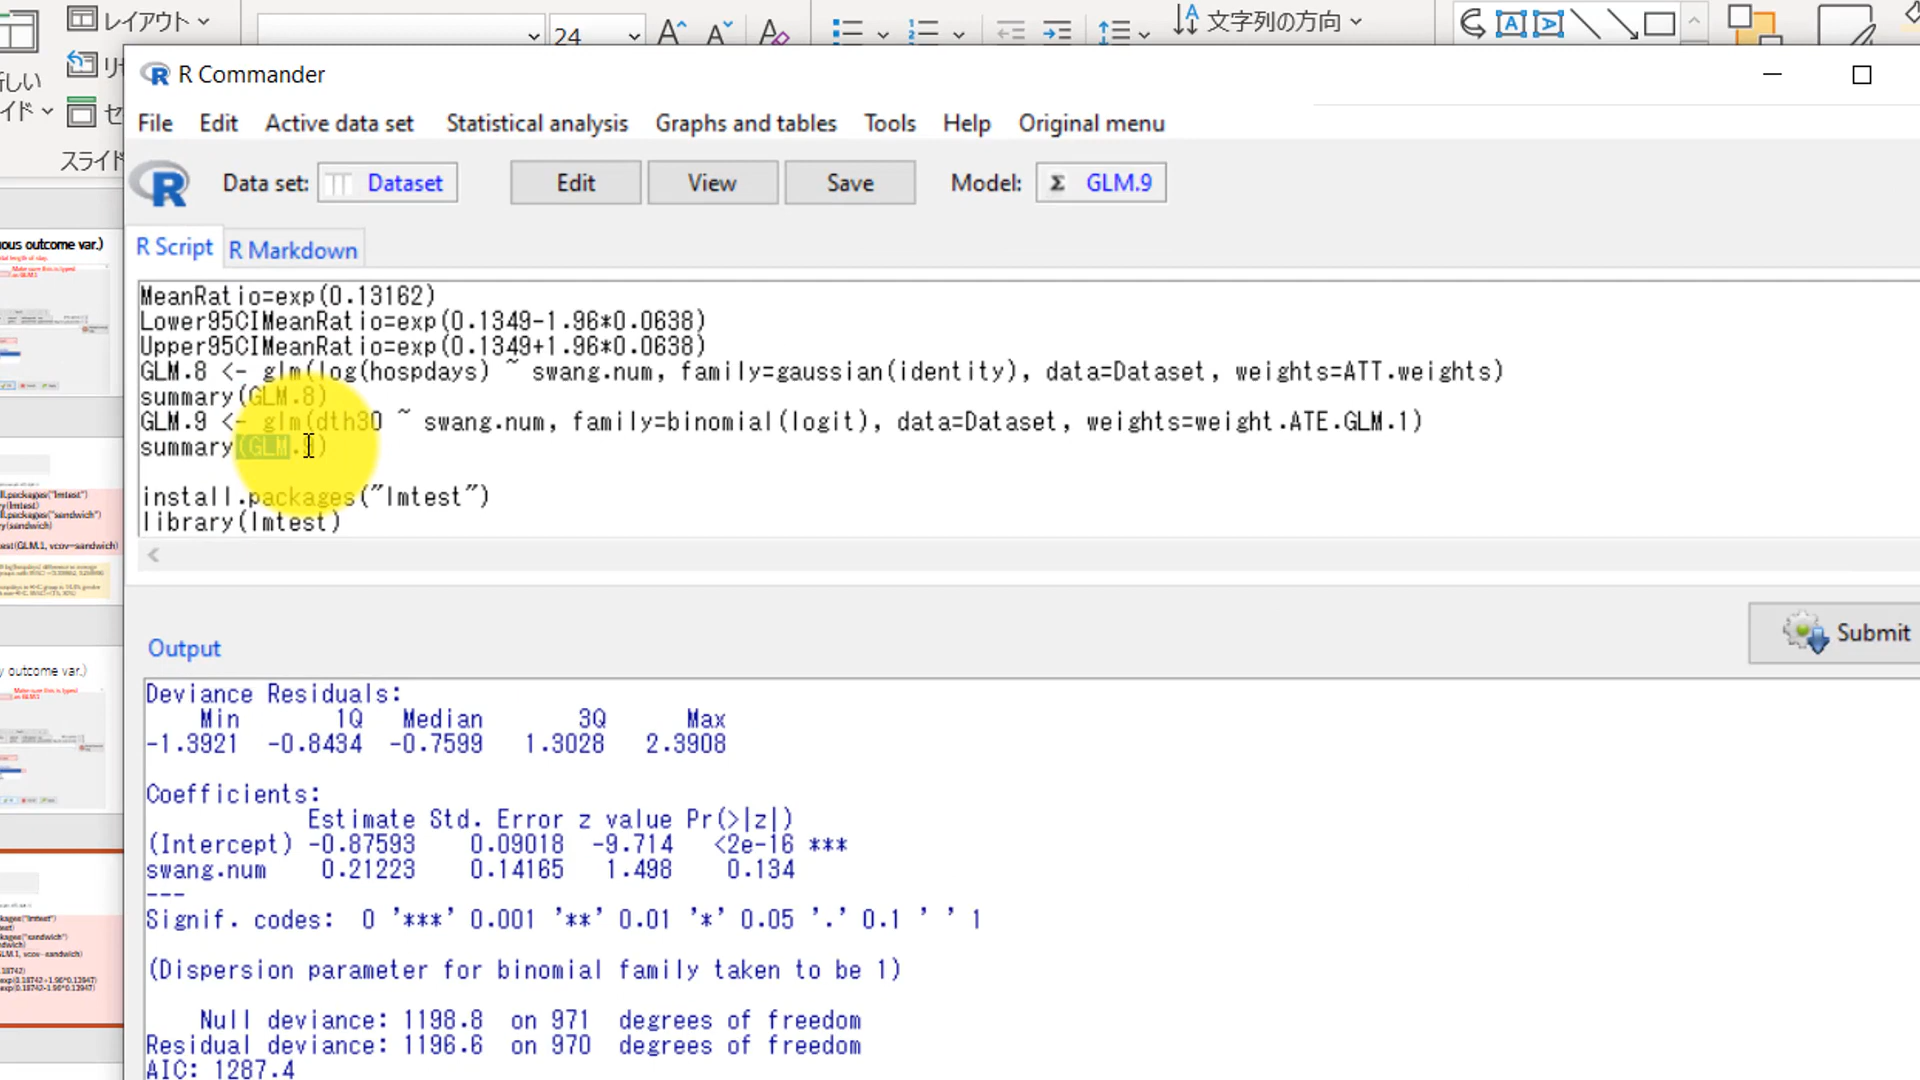 レイアウト
24
文字列の方向
新しい
スライド
R Commander
File Edit Active data set Statistical analysis Graphs and tables Tools Help Original menu
Data set: Dataset Edit View Save Model: Σ GLM.9
R Script R Markdown
MeanRatio=exp(0.13162)
Lower95CIMeanRatio=exp(0.1349-1.96*0.0638)
Upper95CIMeanRatio=exp(0.1349+1.96*0.0638)
GLM.8 <- glm(log(hospdays) ~ swang.num, family=gaussian(identity), data=Dataset, weights=ATT.weights)
summary(GLM.8)
GLM.9 <- glm(dth30 ~ swang.num, family=binomial(logit), data=Dataset, weights=weight.ATE.GLM.1)
summary(GLM.9)
install.packages("lmtest")
library(lmtest)
Submit
Output
Deviance Residuals:
Min 1Q Median 3Q Max
-1.3921 -0.8434 -0.7599 1.3028 2.3908
Coefficients:
Estimate Std. Error z value Pr(>|z|)
(Intercept) -0.87593 0.09018 -9.714 <2e-16 ***
swang.num 0.21223 0.14165 1.498 0.134
---
Signif. codes: 0 '***' 0.001 '**' 0.01 '*' 0.05 '.' 0.1 ' ' 1
(Dispersion parameter for binomial family taken to be 1)
Null deviance: 1198.8 on 971 degrees of freedom
Residual deviance: 1196.6 on 970 degrees of freedom
AIC: 1287.4